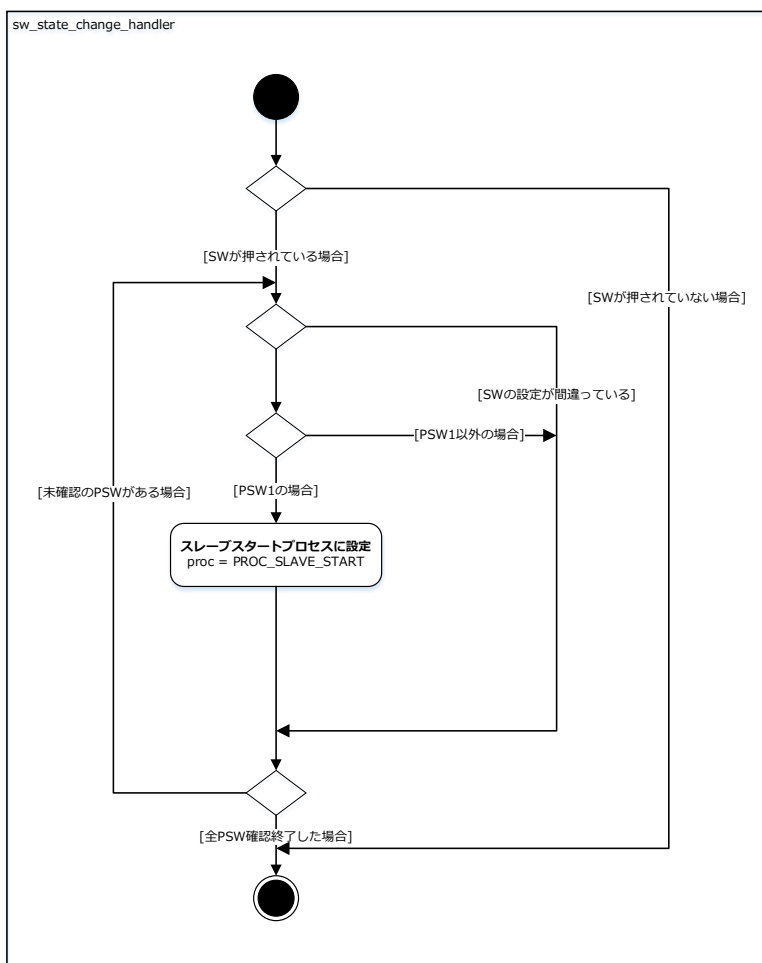 sw_state_change_handler
[SWが押されている場合]
[SWが押されていない場合]
[SWの設定が間違っている]
[PSW1以外の場合]
[未確認のPSWがある場合]
[PSW1の場合]
スレーブスタートプロセスに設定
proc = PROC_SLAVE_START
[全PSW確認終了した場合]